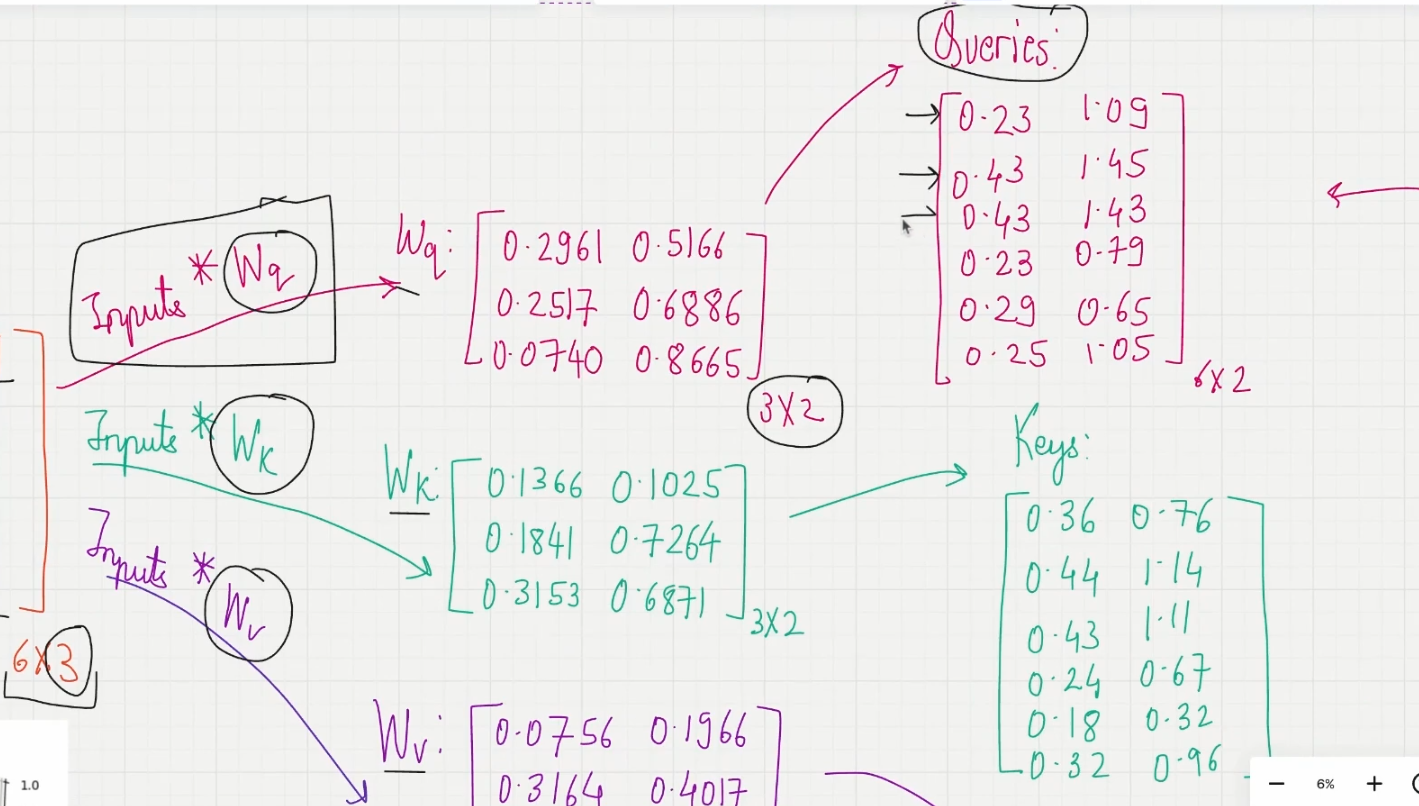 Queries:
0.23 1.09
0.43 1.45
0.43 1.43
0.23 0.79
0.29 0.65
0.25 1.05
6X2
Inputs * Wq
Wq:
0.2961 0.5166
0.2517 0.6886
0.0740 0.8665
3X2
Inputs * WK
WK:
0.1366 0.1025
0.1841 0.7264
0.3153 0.6871
3X2
Keys:
0.36 0.76
0.44 1.14
0.43 1.11
0.24 0.67
0.18 0.32
0.32 0.96
Inputs * Wv
6X3
Wv:
0.0756 0.1966
0.3164 0.4017
1.0
− 6% +